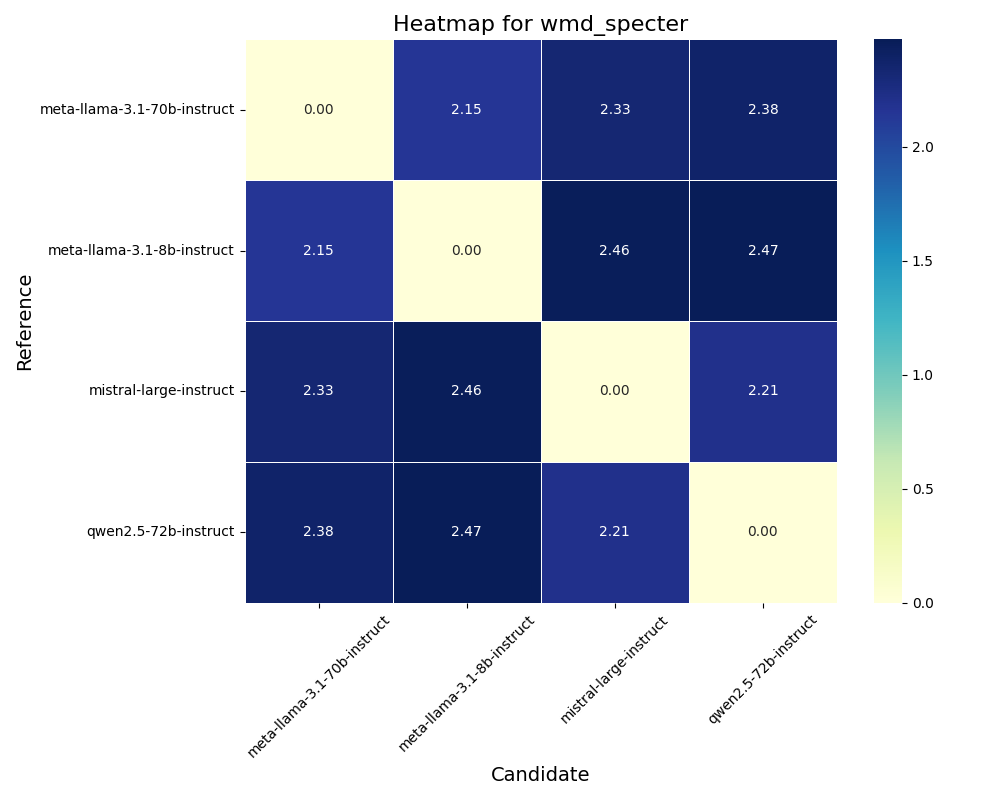 Heatmap for wmd_specter
Reference
meta-llama-3.1-70b-instruct 0.00 2.15 2.33 2.38
meta-llama-3.1-8b-instruct 2.15 0.00 2.46 2.47
mistral-large-instruct 2.33 2.46 0.00 2.21
qwen2.5-72b-instruct 2.38 2.47 2.21 0.00
meta-llama-3.1-70b-instruct
meta-llama-3.1-8b-instruct
mistral-large-instruct
qwen2.5-72b-instruct
Candidate
2.0
1.5
1.0
0.5
0.0